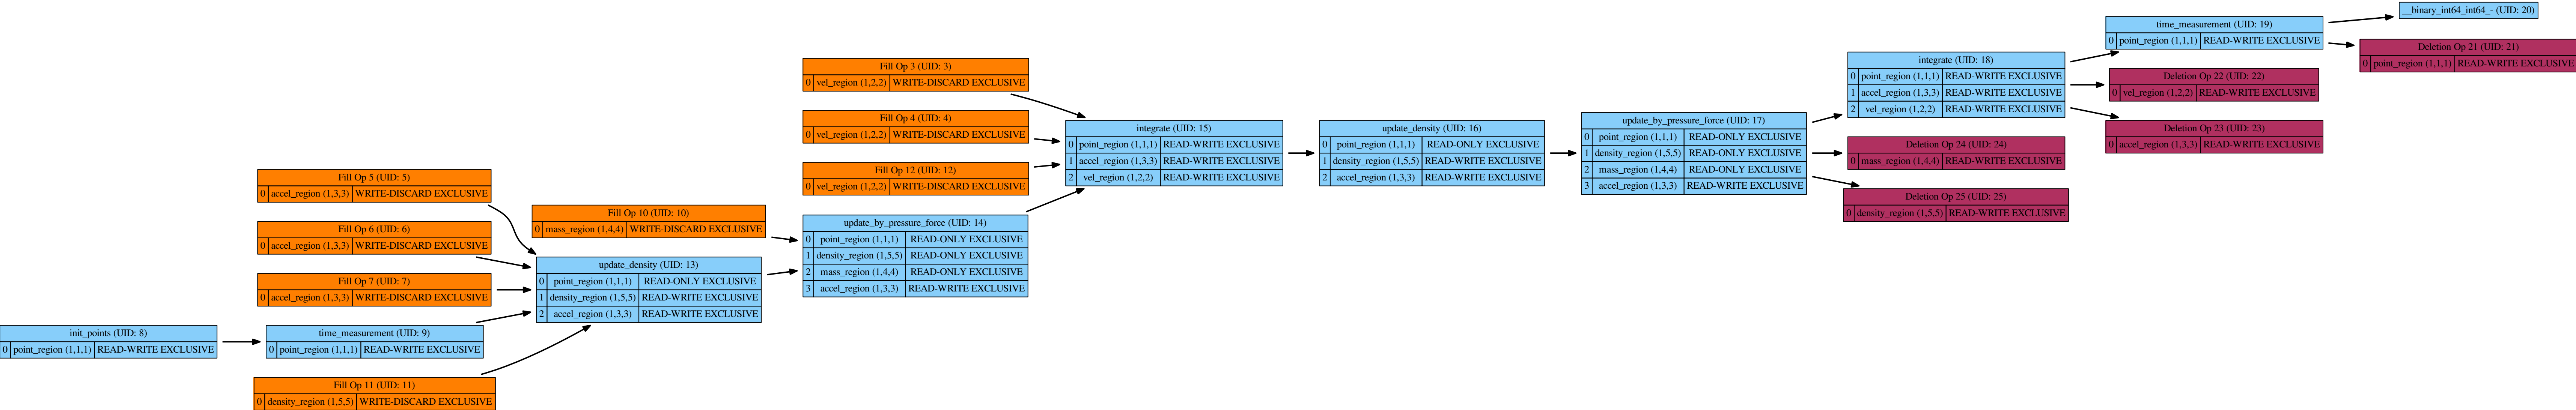 init_points (UID: 8)
0 point_region (1,1,1) READ-WRITE EXCLUSIVE
Fill Op 5 (UID: 5)
0 accel_region (1,3,3) WRITE-DISCARD EXCLUSIVE
Fill Op 6 (UID: 6)
0 accel_region (1,3,3) WRITE-DISCARD EXCLUSIVE
Fill Op 7 (UID: 7)
0 accel_region (1,3,3) WRITE-DISCARD EXCLUSIVE
time_measurement (UID: 9)
0 point_region (1,1,1) READ-WRITE EXCLUSIVE
Fill Op 11 (UID: 11)
0 density_region (1,5,5) WRITE-DISCARD EXCLUSIVE
Fill Op 10 (UID: 10)
0 mass_region (1,4,4) WRITE-DISCARD EXCLUSIVE
update_density (UID: 13)
0 point_region (1,1,1) READ-ONLY EXCLUSIVE
1 density_region (1,5,5) READ-WRITE EXCLUSIVE
2 accel_region (1,3,3) READ-WRITE EXCLUSIVE
Fill Op 3 (UID: 3)
0 vel_region (1,2,2) WRITE-DISCARD EXCLUSIVE
Fill Op 4 (UID: 4)
0 vel_region (1,2,2) WRITE-DISCARD EXCLUSIVE
Fill Op 12 (UID: 12)
0 vel_region (1,2,2) WRITE-DISCARD EXCLUSIVE
update_by_pressure_force (UID: 14)
0 point_region (1,1,1) READ-ONLY EXCLUSIVE
1 density_region (1,5,5) READ-ONLY EXCLUSIVE
2 mass_region (1,4,4) READ-ONLY EXCLUSIVE
3 accel_region (1,3,3) READ-WRITE EXCLUSIVE
integrate (UID: 15)
0 point_region (1,1,1) READ-WRITE EXCLUSIVE
1 accel_region (1,3,3) READ-WRITE EXCLUSIVE
2 vel_region (1,2,2) READ-WRITE EXCLUSIVE
update_density (UID: 16)
0 point_region (1,1,1) READ-ONLY EXCLUSIVE
1 density_region (1,5,5) READ-WRITE EXCLUSIVE
2 accel_region (1,3,3) READ-WRITE EXCLUSIVE
update_by_pressure_force (UID: 17)
0 point_region (1,1,1) READ-ONLY EXCLUSIVE
1 density_region (1,5,5) READ-ONLY EXCLUSIVE
2 mass_region (1,4,4) READ-ONLY EXCLUSIVE
3 accel_region (1,3,3) READ-WRITE EXCLUSIVE
integrate (UID: 18)
0 point_region (1,1,1) READ-WRITE EXCLUSIVE
1 accel_region (1,3,3) READ-WRITE EXCLUSIVE
2 vel_region (1,2,2) READ-WRITE EXCLUSIVE
Deletion Op 24 (UID: 24)
0 mass_region (1,4,4) READ-WRITE EXCLUSIVE
Deletion Op 25 (UID: 25)
0 density_region (1,5,5) READ-WRITE EXCLUSIVE
time_measurement (UID: 19)
0 point_region (1,1,1) READ-WRITE EXCLUSIVE
Deletion Op 22 (UID: 22)
0 vel_region (1,2,2) READ-WRITE EXCLUSIVE
Deletion Op 23 (UID: 23)
0 accel_region (1,3,3) READ-WRITE EXCLUSIVE
__binary_int64_int64_- (UID: 20)
Deletion Op 21 (UID: 21)
0 point_region (1,1,1) READ-WRITE EXCLUSIVE